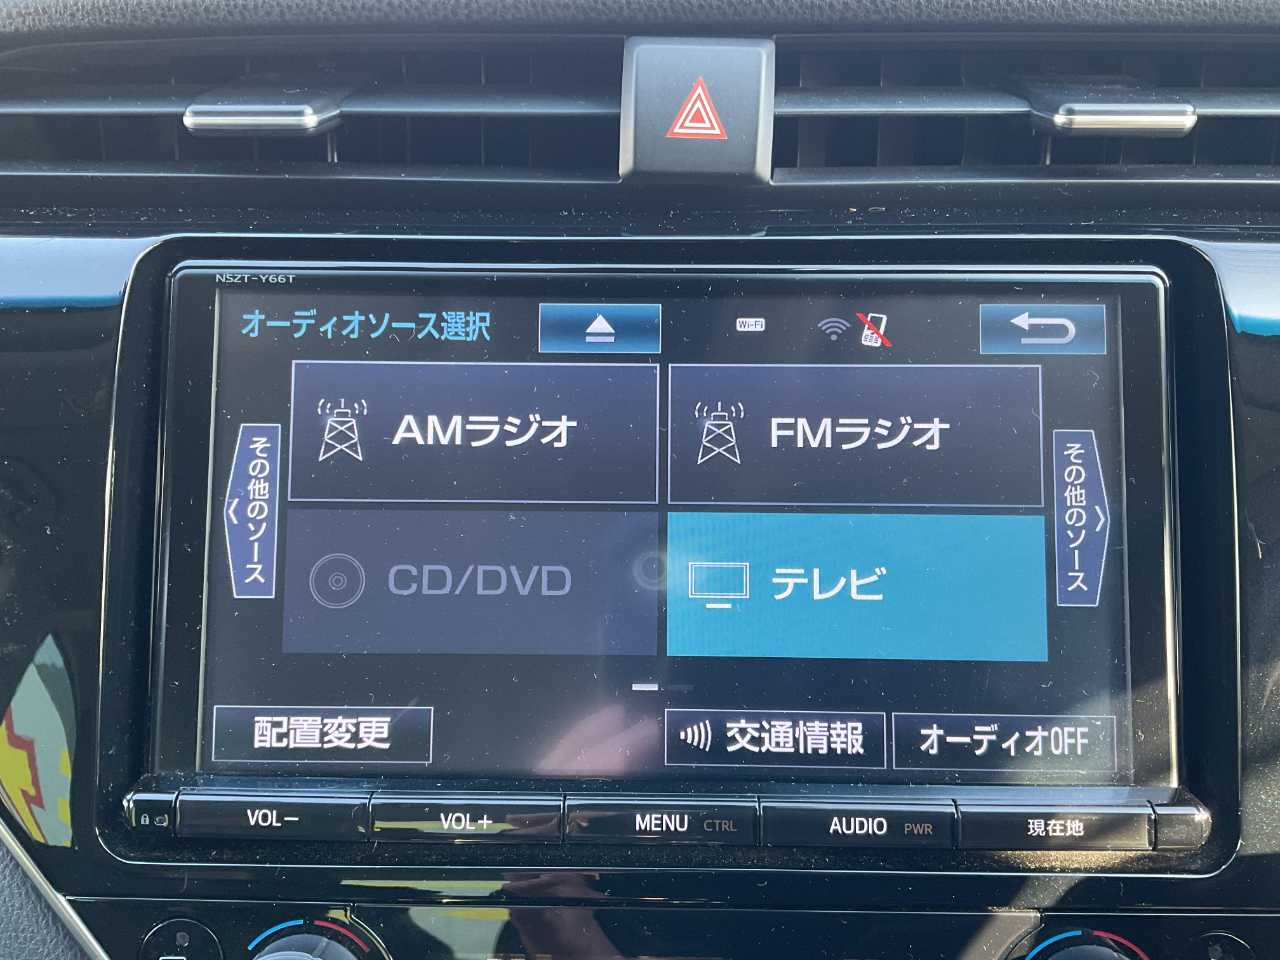 NSZT-Y66T
オーディオソース選択
Wi-Fi
AMラジオ
FMラジオ
その他のソース
その他のソース
CD/DVD
テレビ
配置変更
交通情報
オーディオOFF
VOL−
VOL+
MENU CTRL
AUDIO PWR
現在地